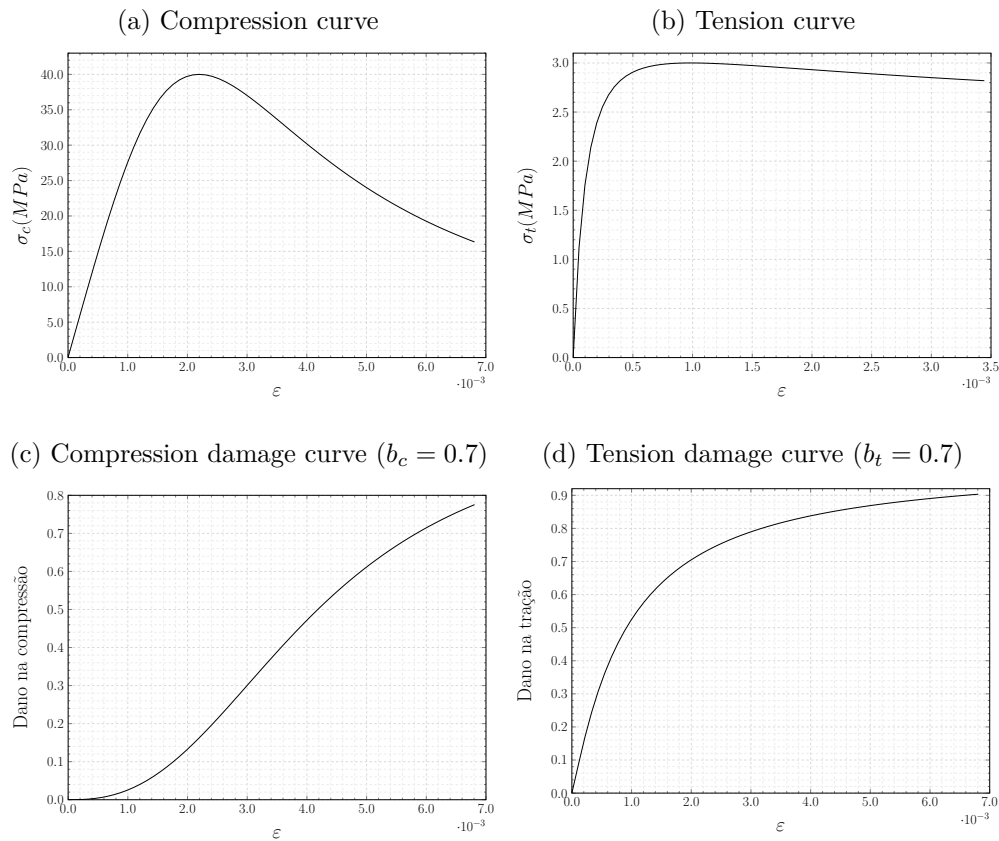 (a) Compression curve
40.0
35.0
30.0
25.0
20.0
15.0
10.0
5.0
0.0
σc(MPa)
0.0 1.0 2.0 3.0 4.0 5.0 6.0 7.0
·10−3
ε
(b) Tension curve
3.0
2.5
2.0
1.5
1.0
0.5
0.0
σt(MPa)
0.0 0.5 1.0 1.5 2.0 2.5 3.0 3.5
·10−3
ε
(c) Compression damage curve (bc = 0.7)
0.8
0.7
0.6
0.5
0.4
0.3
0.2
0.1
0.0
Dano na compressão
0.0 1.0 2.0 3.0 4.0 5.0 6.0 7.0
·10−3
ε
(d) Tension damage curve (bt = 0.7)
0.9
0.8
0.7
0.6
0.5
0.4
0.3
0.2
0.1
0.0
Dano na tração
0.0 1.0 2.0 3.0 4.0 5.0 6.0 7.0
·10−3
ε